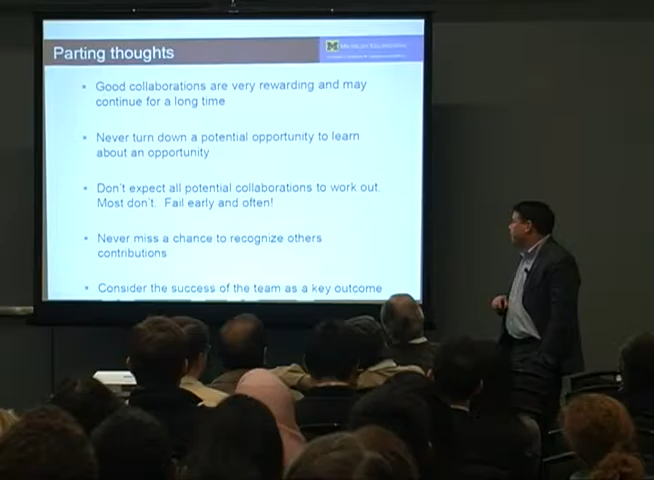 Parting thoughts
M MICHIGAN ENGINEERING
Good collaborations are very rewarding and may
continue for a long time
Never turn down a potential opportunity to learn
about an opportunity
Don't expect all potential collaborations to work out.
Most don't. Fail early and often!
Never miss a chance to recognize others
contributions
Consider the success of the team as a key outcome